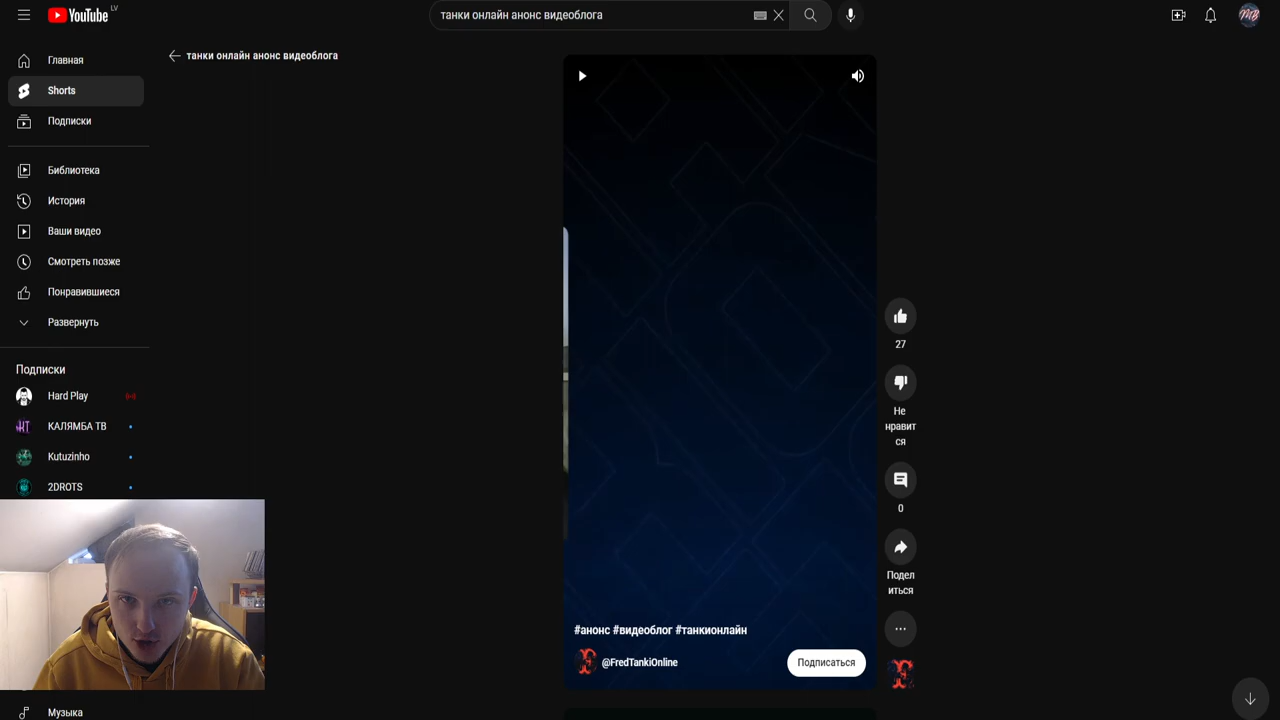 YouTube LV
танки онлайн анонс видеоблога
MB
Главная
Shorts
Подписки
Библиотека
История
Ваши видео
Смотреть позже
Понравившиеся
Развернуть
Подписки
Hard Play
КАЛЯМБА ТВ
Kutuzinho
2DROTS
Музыка
танки онлайн анонс видеоблога
27
Не
нравит
ся
0
Подел
иться
#анонс #видеоблог #танкионлайн
@FredTankiOnline
Подписаться